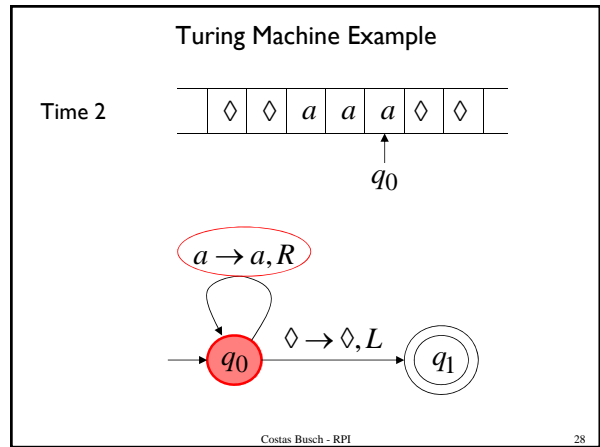 Turing Machine Example
Time 2
◊ ◊ a a a ◊ ◊
q₀
a → a, R
◊ → ◊, L
q₀ q₁
Costas Busch - RPI 28